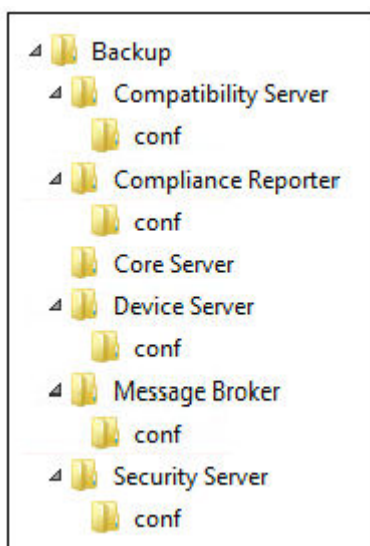 Backup
Compatibility Server
conf
Compliance Reporter
conf
Core Server
Device Server
conf
Message Broker
conf
Security Server
conf